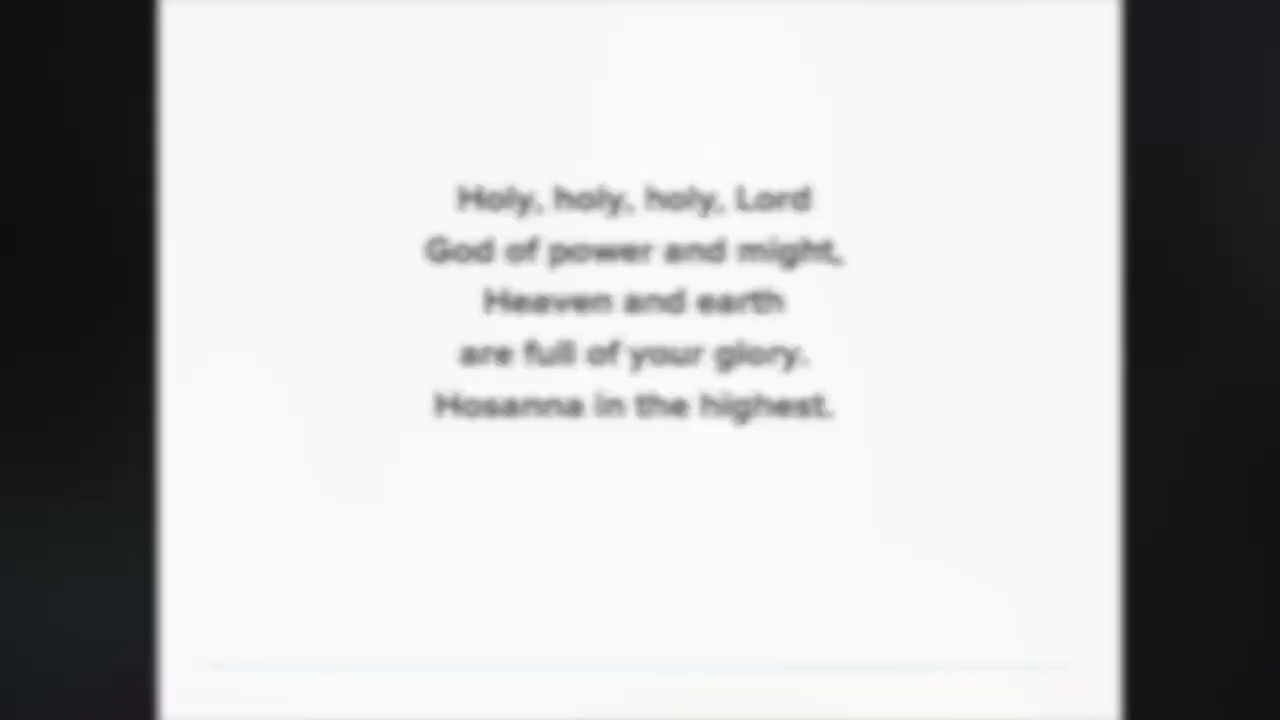 Holy, holy, holy, Lord
God of power and might,
Heaven and earth
are full of your glory.
Hosanna in the highest.